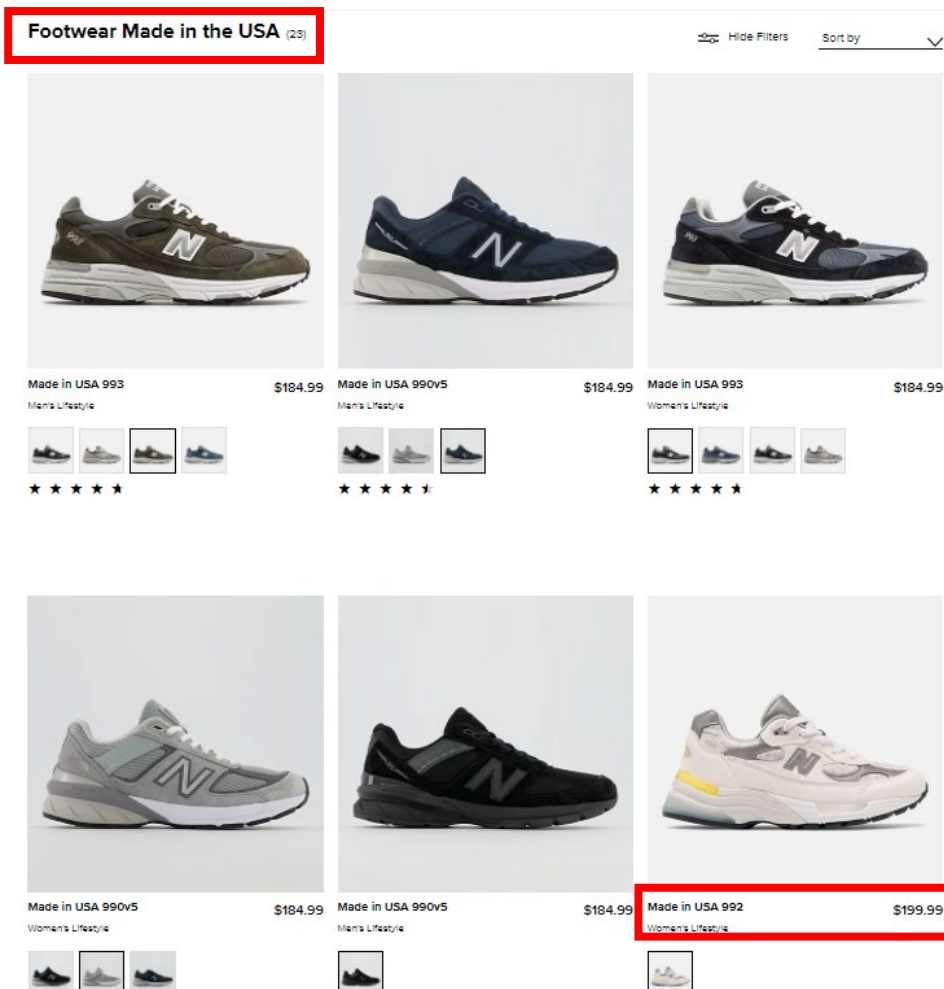 Footwear Made in the USA (23)
Hide Filters
Sort by
Made in USA 993 $184.99
Men's Lifestyle
Made in USA 990v5 $184.99
Men's Lifestyle
Made in USA 993 $184.99
Women's Lifestyle
Made in USA 990v5 $184.99
Women's Lifestyle
Made in USA 990v5 $184.99
Men's Lifestyle
Made in USA 992 $199.99
Women's Lifestyle